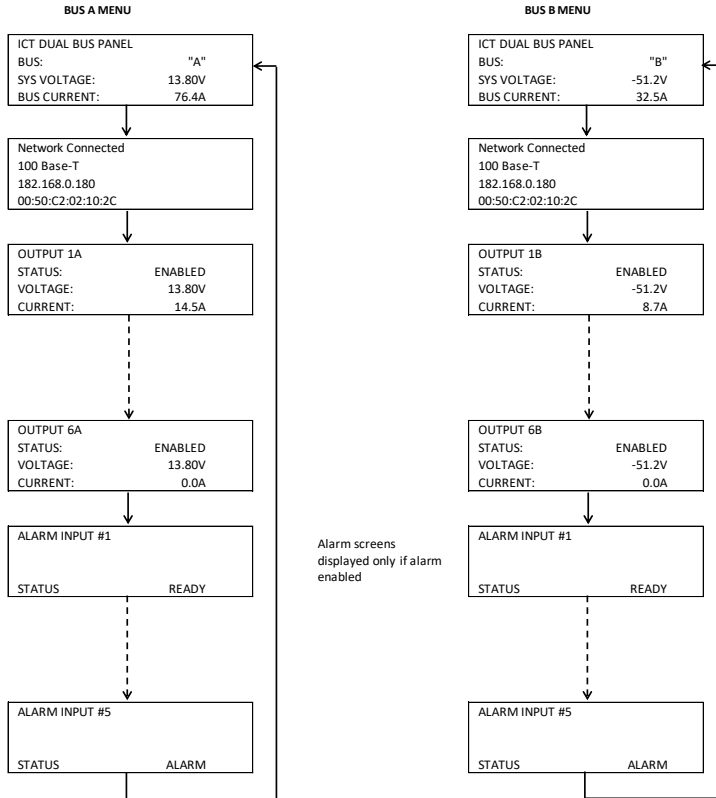 BUS A MENU
ICT DUAL BUS PANEL
BUS: "A"
SYS VOLTAGE: 13.80V
BUS CURRENT: 76.4A
Network Connected
100 Base-T
182.168.0.180
00:50:C2:02:10:2C
OUTPUT 1A
STATUS: ENABLED
VOLTAGE: 13.80V
CURRENT: 14.5A
OUTPUT 6A
STATUS: ENABLED
VOLTAGE: 13.80V
CURRENT: 0.0A
ALARM INPUT #1
STATUS READY
ALARM INPUT #5
STATUS ALARM
Alarm screens
displayed only if alarm
enabled
BUS B MENU
ICT DUAL BUS PANEL
BUS: "B"
SYS VOLTAGE: -51.2V
BUS CURRENT: 32.5A
Network Connected
100 Base-T
182.168.0.180
00:50:C2:02:10:2C
OUTPUT 1B
STATUS: ENABLED
VOLTAGE: -51.2V
CURRENT: 8.7A
OUTPUT 6B
STATUS: ENABLED
VOLTAGE: -51.2V
CURRENT: 0.0A
ALARM INPUT #1
STATUS READY
ALARM INPUT #5
STATUS ALARM